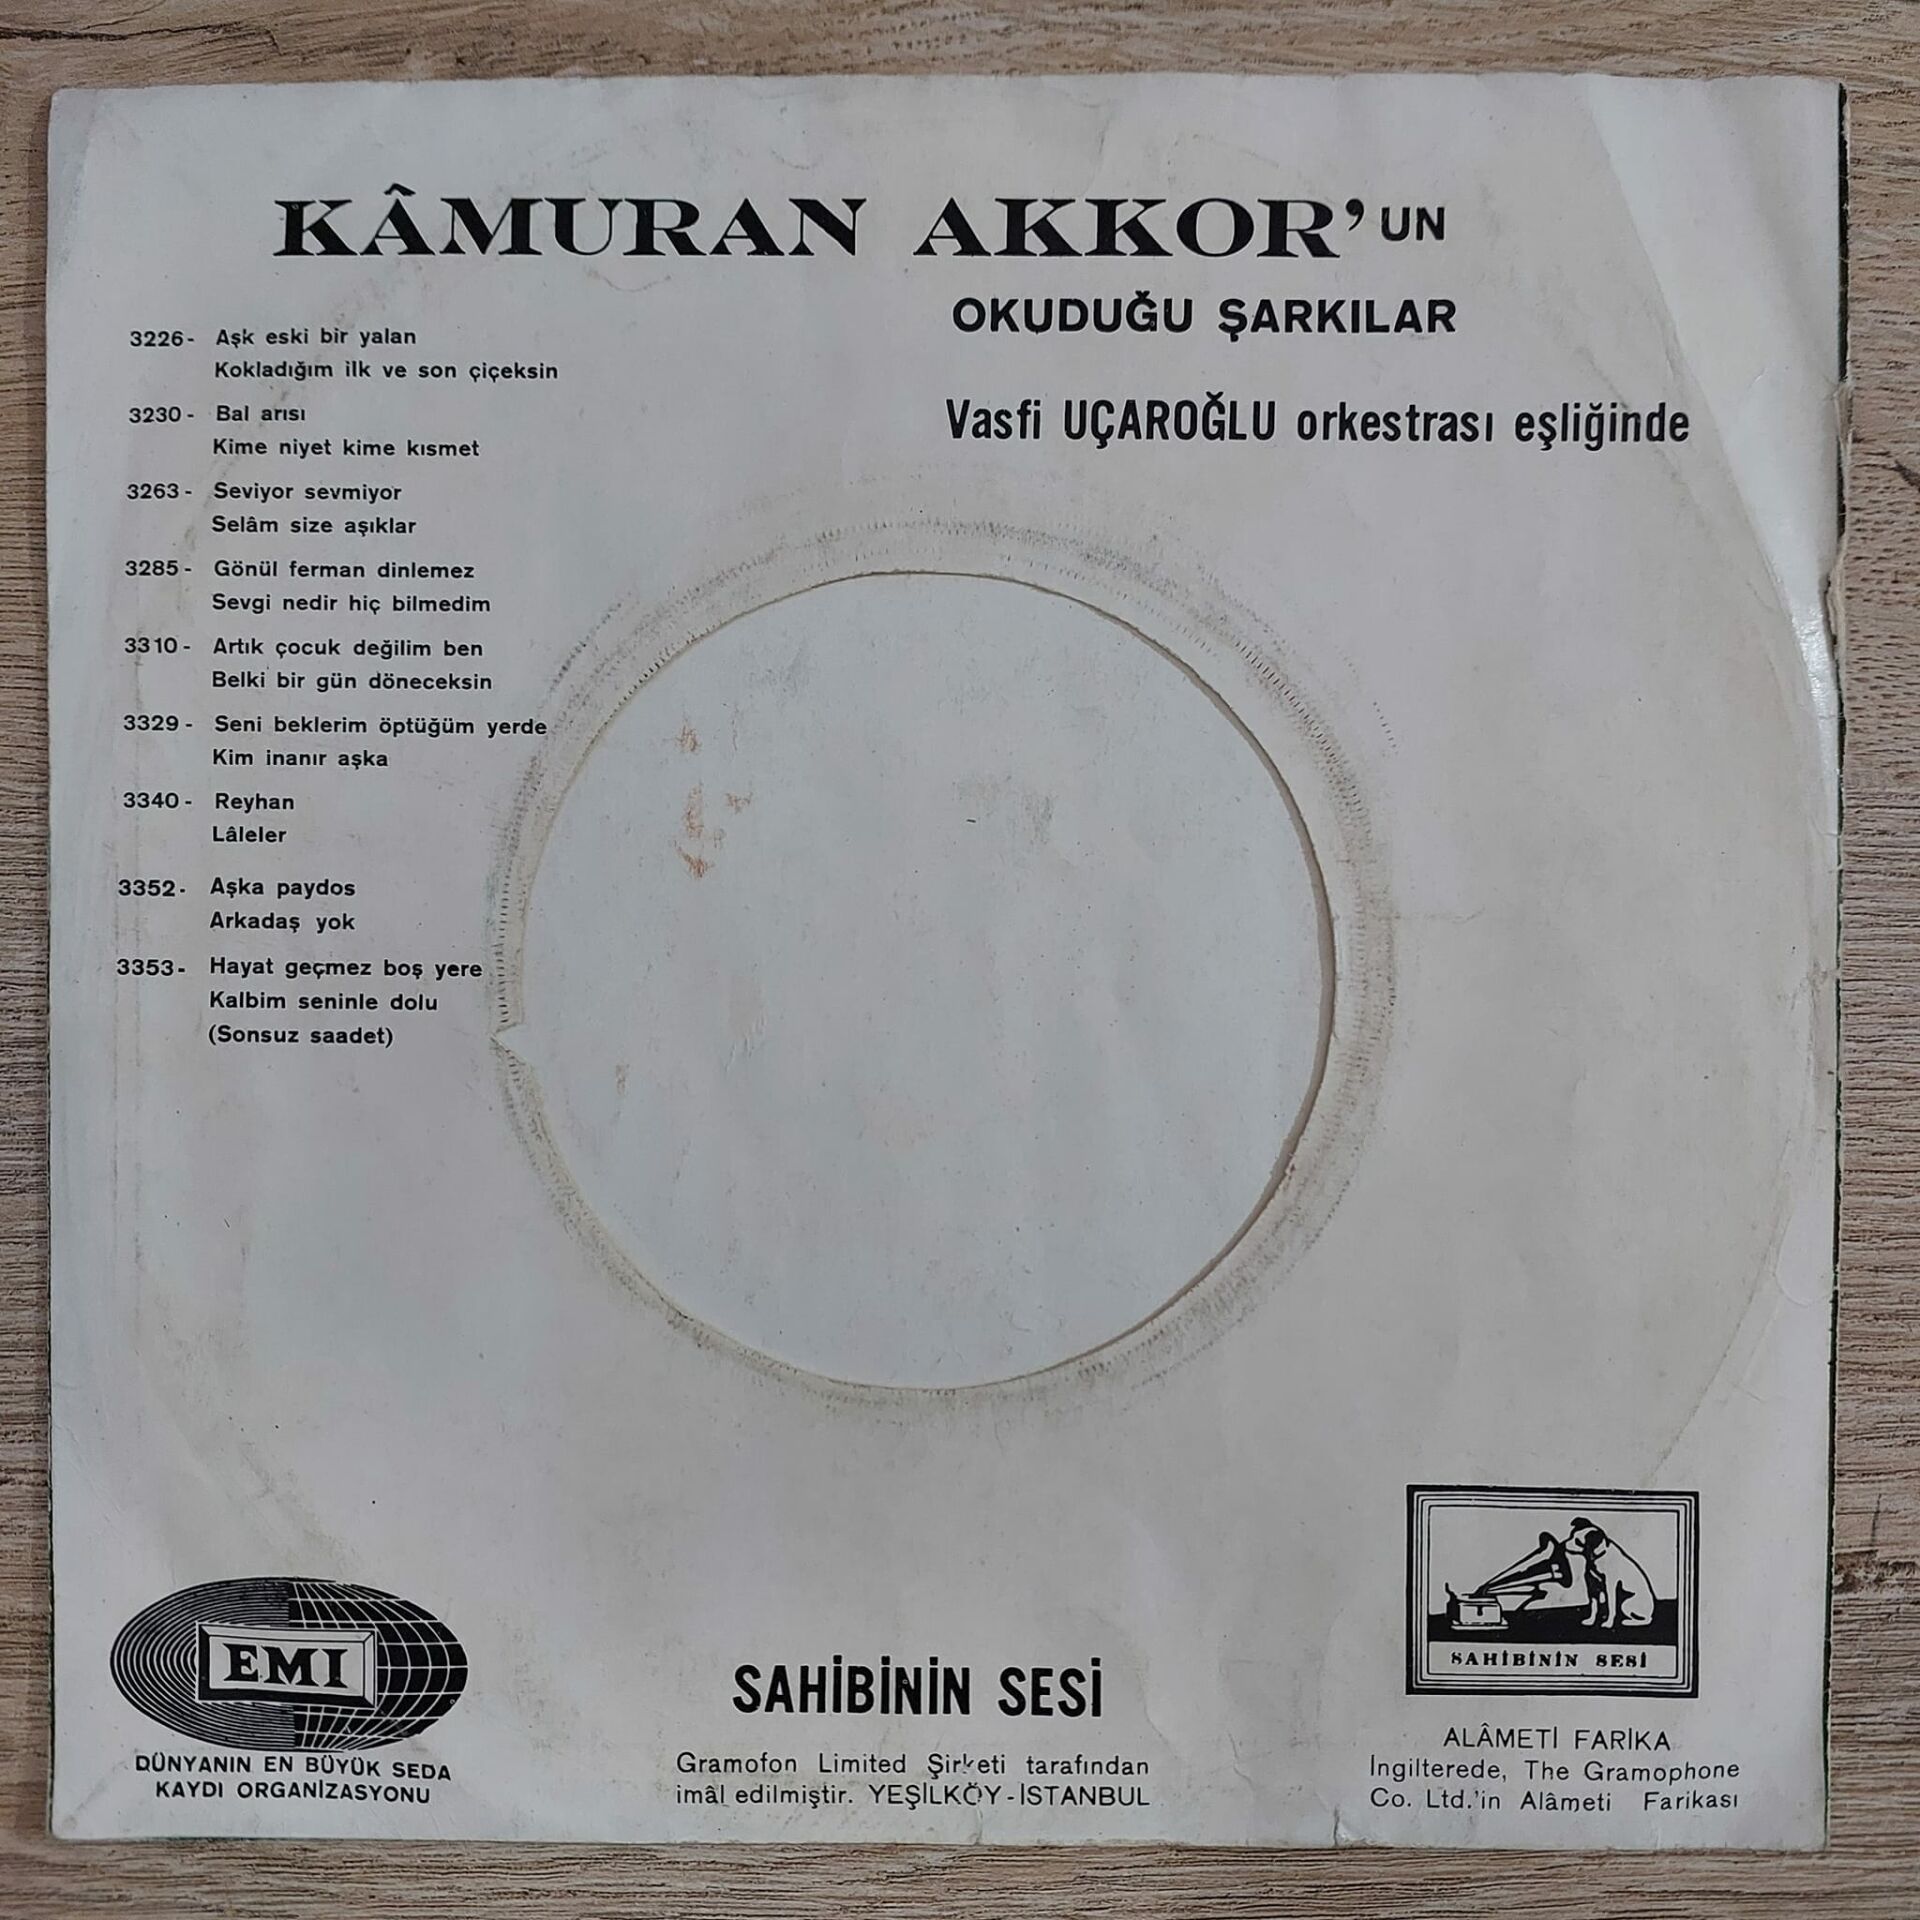 KÂMURAN AKKOR'UN
OKUDUĞU ŞARKILAR
Vasfi UÇAROĞLU orkestrası eşliğinde
3226- Aşk eski bir yalan
Kokladığım ilk ve son çiçeksin
3230- Bal arısı
Kime niyet kime kısmet
3263- Seviyor sevmiyor
Selâm size aşıklar
3285- Gönül ferman dinlemez
Sevgi nedir hiç bilmedim
3310- Artık çocuk değilim ben
Belki bir gün döneceksin
3329- Seni beklerim öptüğüm yerde
Kim inanır aşka
3340- Reyhan
Lâleler
3352- Aşka paydos
Arkadaş yok
3353- Hayat geçmez boş yere
Kalbim seninle dolu
(Sonsuz saadet)
EMI
DÜNYANIN EN BÜYÜK SEDA
KAYDI ORGANİZASYONU
SAHİBİNİN SESİ
Gramofon Limited Şirketi tarafından
imâl edilmiştir. YEŞİLKÖY-İSTANBUL
SAHİBİNİN SESİ
ALÂMETİ FARİKA
İngilterede, The Gramophone
Co. Ltd.'in Alâmeti Farikası